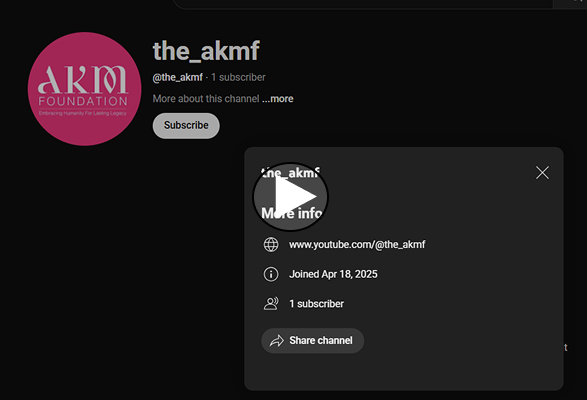 AKM
FOUNDATION
Embracing Humanity For Lasting Legacy
the_akmf
@the_akmf · 1 subscriber
More about this channel ...more
Subscribe
the_akmf
More info
www.youtube.com/@the_akmf
Joined Apr 18, 2025
1 subscriber
Share channel